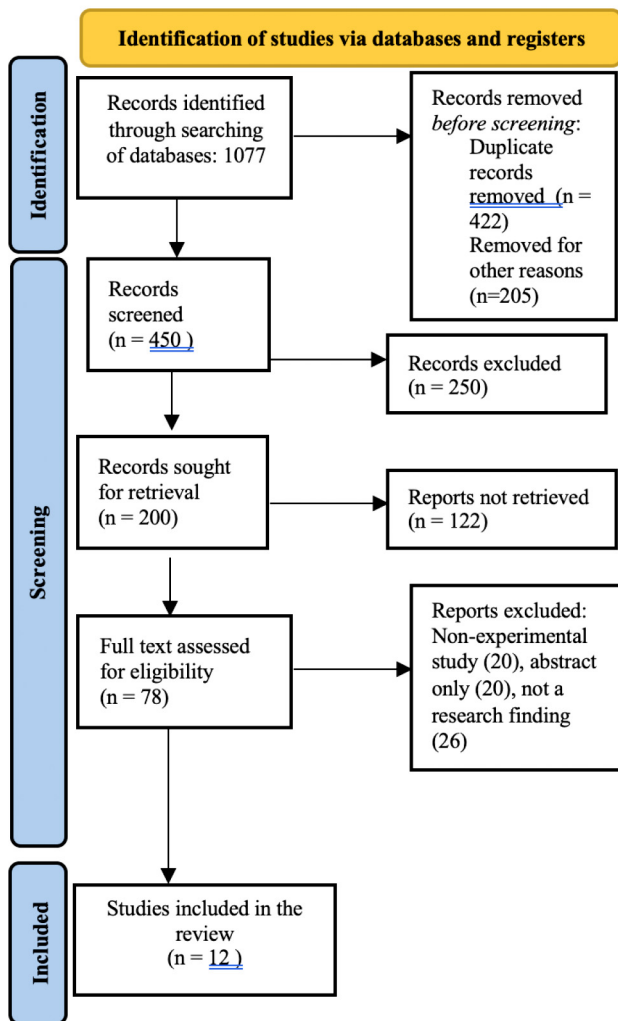 Identification of studies via databases and registers
Identification
Records identified
through searching
of databases: 1077
Records removed
before screening:
Duplicate
records
removed (n =
422)
Removed for
other reasons
(n=205)
Screening
Records
screened
(n = 450 )
Records excluded
(n = 250)
Records sought
for retrieval
(n = 200)
Reports not retrieved
(n = 122)
Full text assessed
for eligibility
(n = 78)
Reports excluded:
Non-experimental
study (20), abstract
only (20), not a
research finding
(26)
Included
Studies included in the
review
(n = 12 )